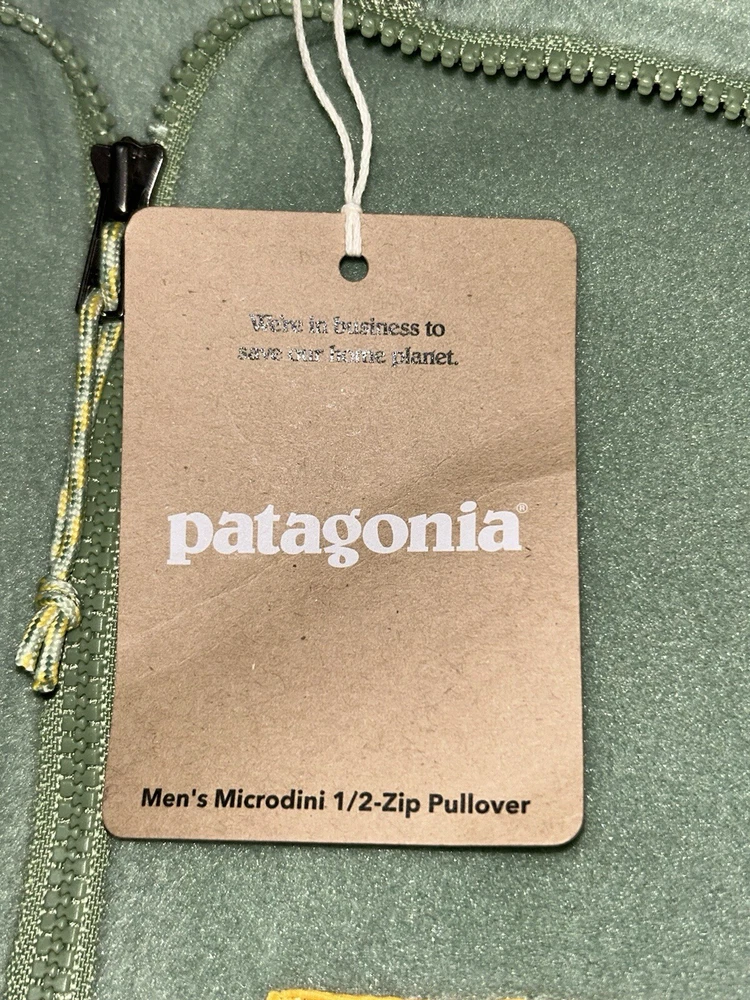 We're in business to
save our home planet.
patagonia®
Men's Microdini 1/2-Zip Pullover